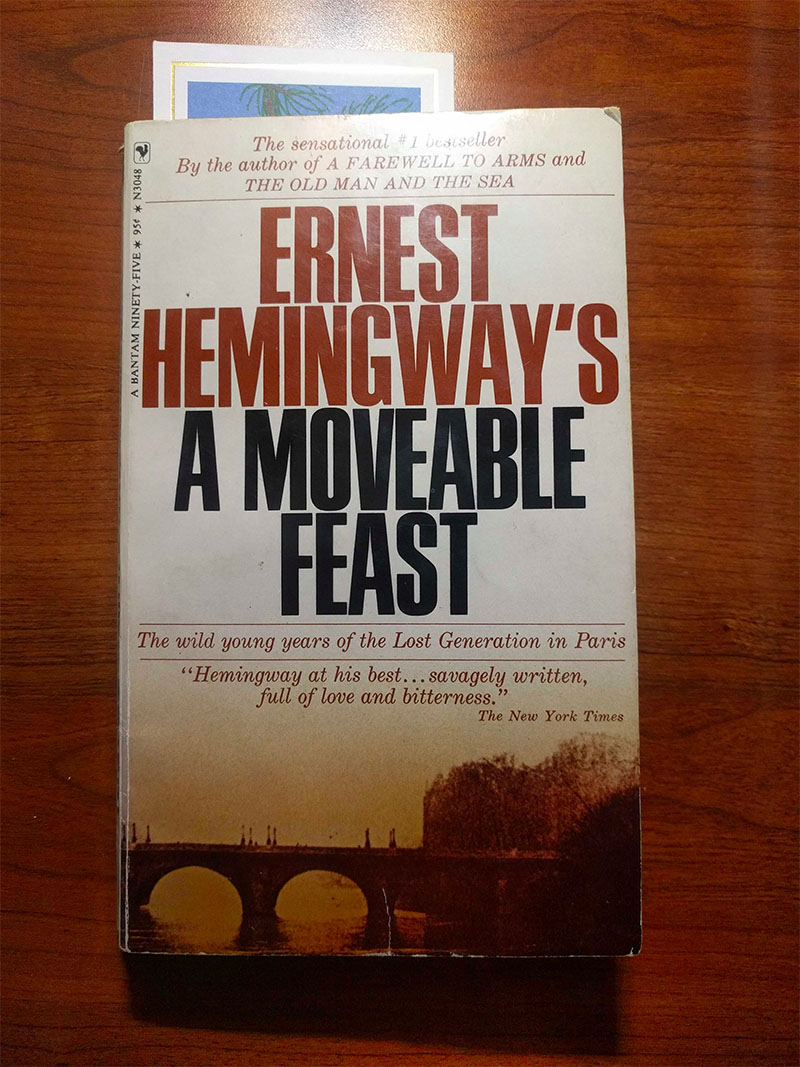 The sensational #1 bestseller
By the author of A FAREWELL TO ARMS and
THE OLD MAN AND THE SEA
A BANTAM NINETY-FIVE * 95¢ * N3048
ERNEST
HEMINGWAY'S
A MOVEABLE
FEAST
The wild young years of the Lost Generation in Paris
“Hemingway at his best...savagely written,
full of love and bitterness.”
The New York Times